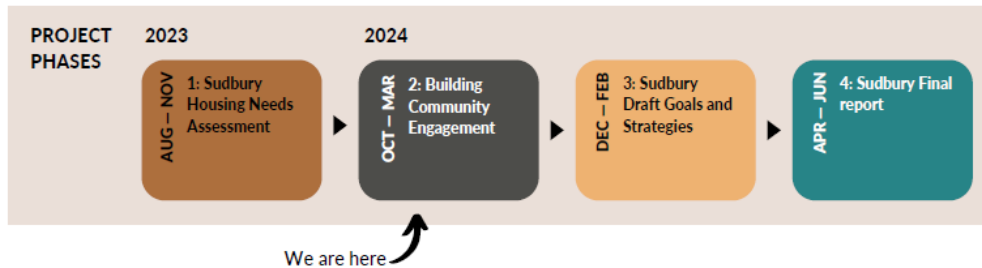 PROJECT
PHASES
2023
2024
AUG — NOV
1: Sudbury
Housing Needs
Assessment
OCT — MAR
2: Building
Community
Engagement
DEC — FEB
3: Sudbury
Draft Goals and
Strategies
APR — JUN
4: Sudbury Final
report
We are here